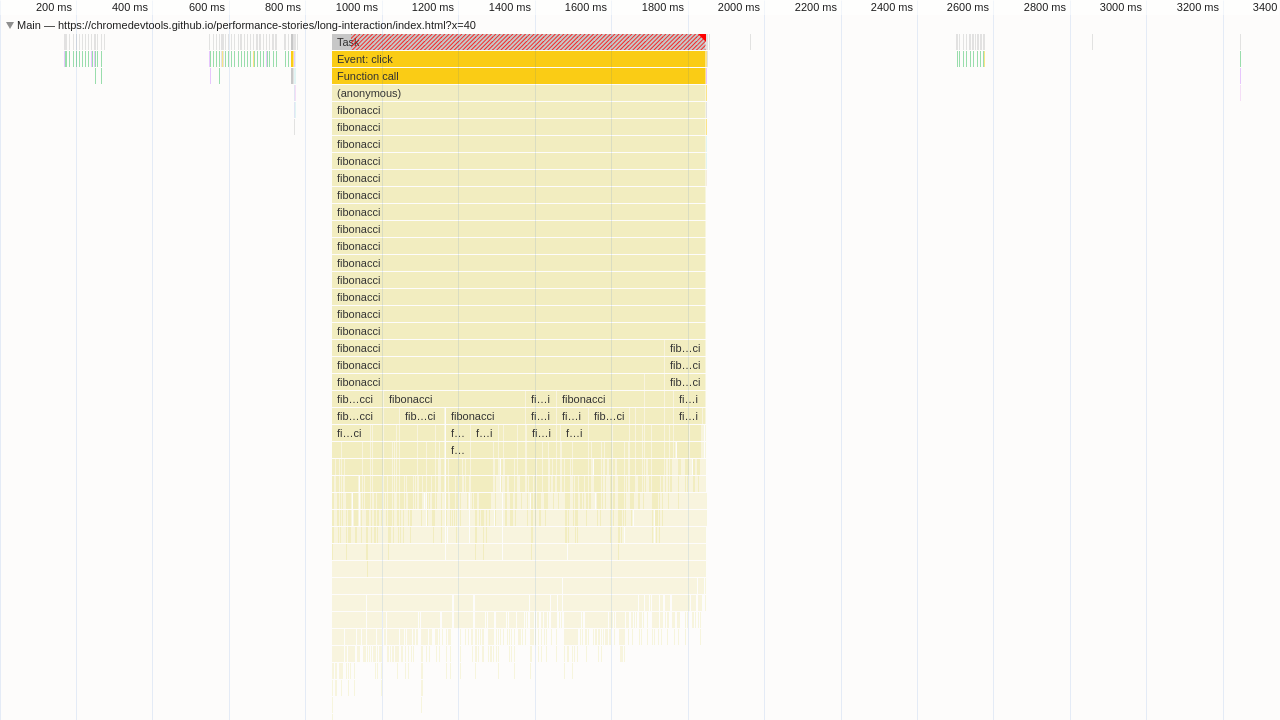 200 ms 400 ms 600 ms 800 ms 1000 ms 1200 ms 1400 ms 1600 ms 1800 ms 2000 ms 2200 ms 2400 ms 2600 ms 2800 ms 3000 ms 3200 ms 3400
Main — https://chromedevtools.github.io/performance-stories/long-interaction/index.html?x=40
Task
Event: click
Function call
(anonymous)
fibonacci
fibonacci
fibonacci
fibonacci
fibonacci
fibonacci
fibonacci
fibonacci
fibonacci
fibonacci
fibonacci
fibonacci
fibonacci
fibonacci
fibonacci fib…ci
fibonacci fib…ci
fibonacci fib…ci
fib…cci fibonacci fi…i fibonacci fi…i
fib…cci fib…ci fibonacci fi…i fi…i fib…ci fi…i
fi…ci f… f…i fi…i f…i
f…